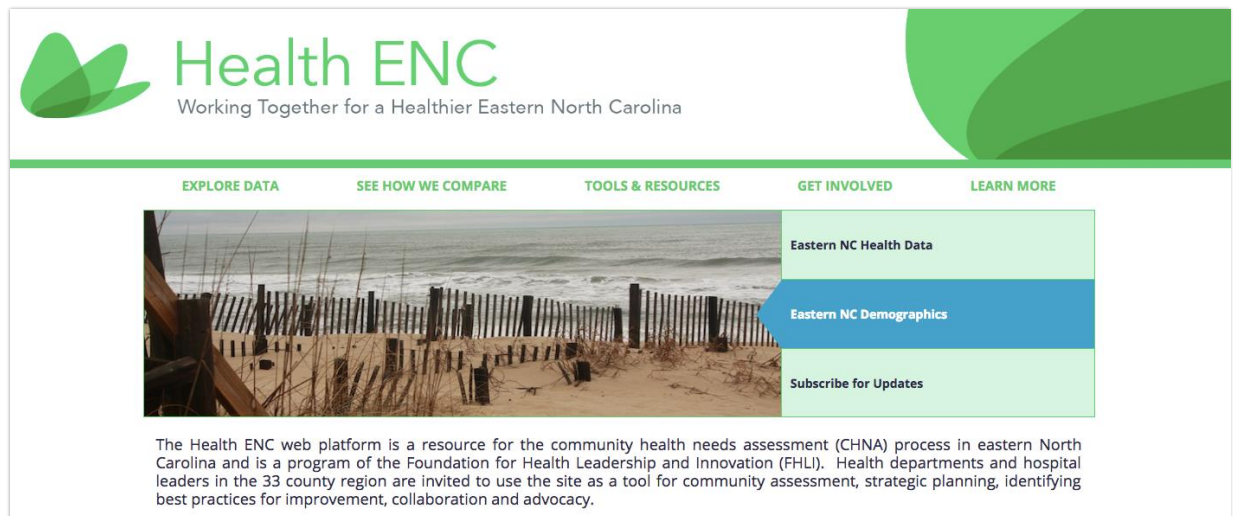 Health ENC
Working Together for a Healthier Eastern North Carolina
EXPLORE DATA SEE HOW WE COMPARE TOOLS & RESOURCES GET INVOLVED LEARN MORE
Eastern NC Health Data
Eastern NC Demographics
Subscribe for Updates
The Health ENC web platform is a resource for the community health needs assessment (CHNA) process in eastern North
Carolina and is a program of the Foundation for Health Leadership and Innovation (FHLI). Health departments and hospital
leaders in the 33 county region are invited to use the site as a tool for community assessment, strategic planning, identifying
best practices for improvement, collaboration and advocacy.